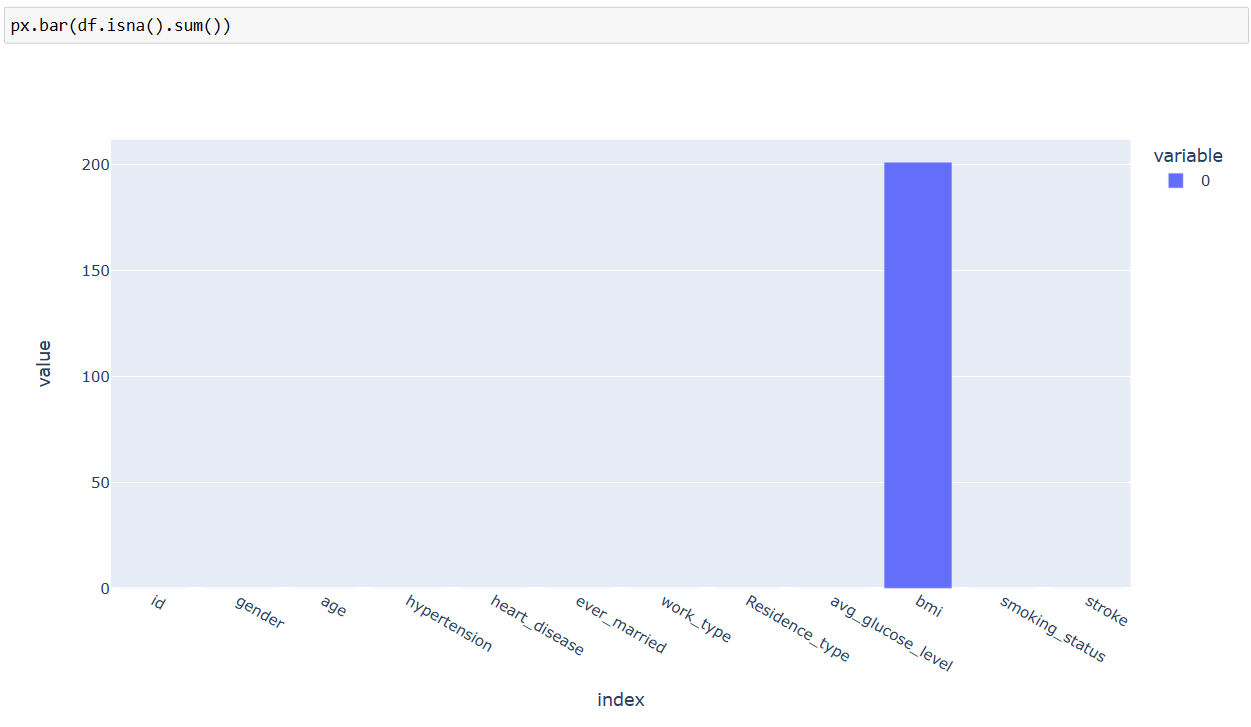 px.bar(df.isna().sum())
variable
0
200
150
100
50
0
value
id
gender
age
hypertension
heart_disease
ever_married
work_type
Residence_type
avg_glucose_level
bmi
smoking_status
stroke
index